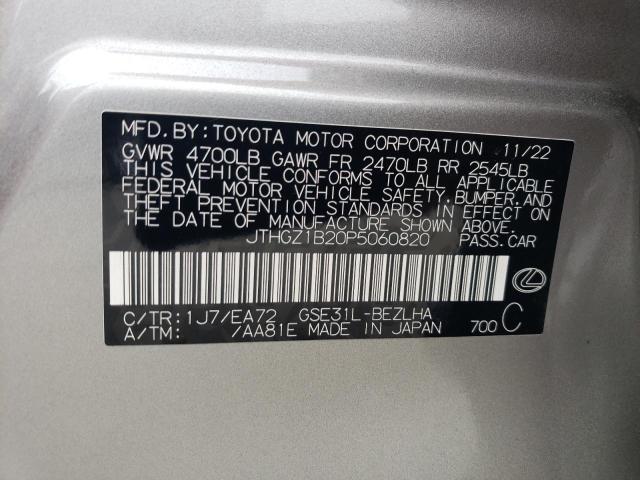 MFD. BY: TOYOTA MOTOR CORPORATION 11/22
GVWR 4700LB GAWR FR 2470LB RR 2545LB
THIS VEHICLE CONFORMS TO ALL APPLICABLE
FEDERAL MOTOR VEHICLE SAFETY, BUMPER, AND
THEFT PREVENTION STANDARDS IN EFFECT ON
THE DATE OF MANUFACTURE SHOWN ABOVE.
JTHGZ1B20P5060820 PASS.CAR
C/TR: 1J7/EA72 GSE31L-BEZLHA
A/TM: /AA81E MADE IN JAPAN 700 C